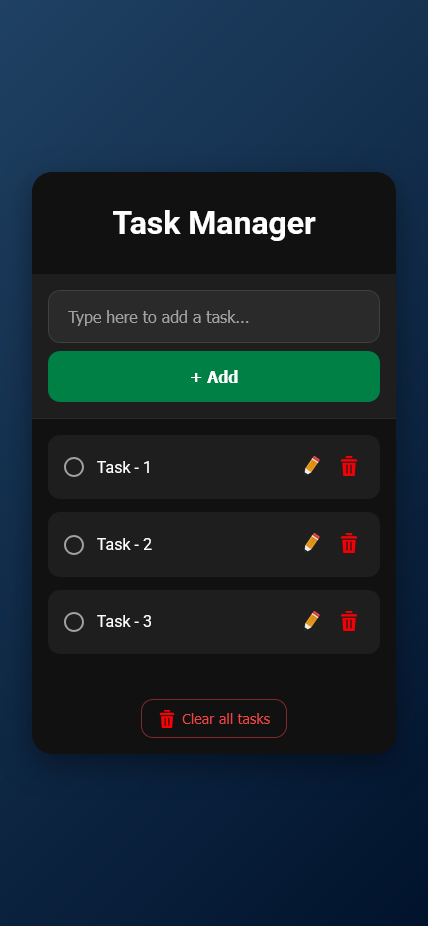 Task Manager
Type here to add a task...
+ Add
Task - 1
Task - 2
Task - 3
Clear all tasks